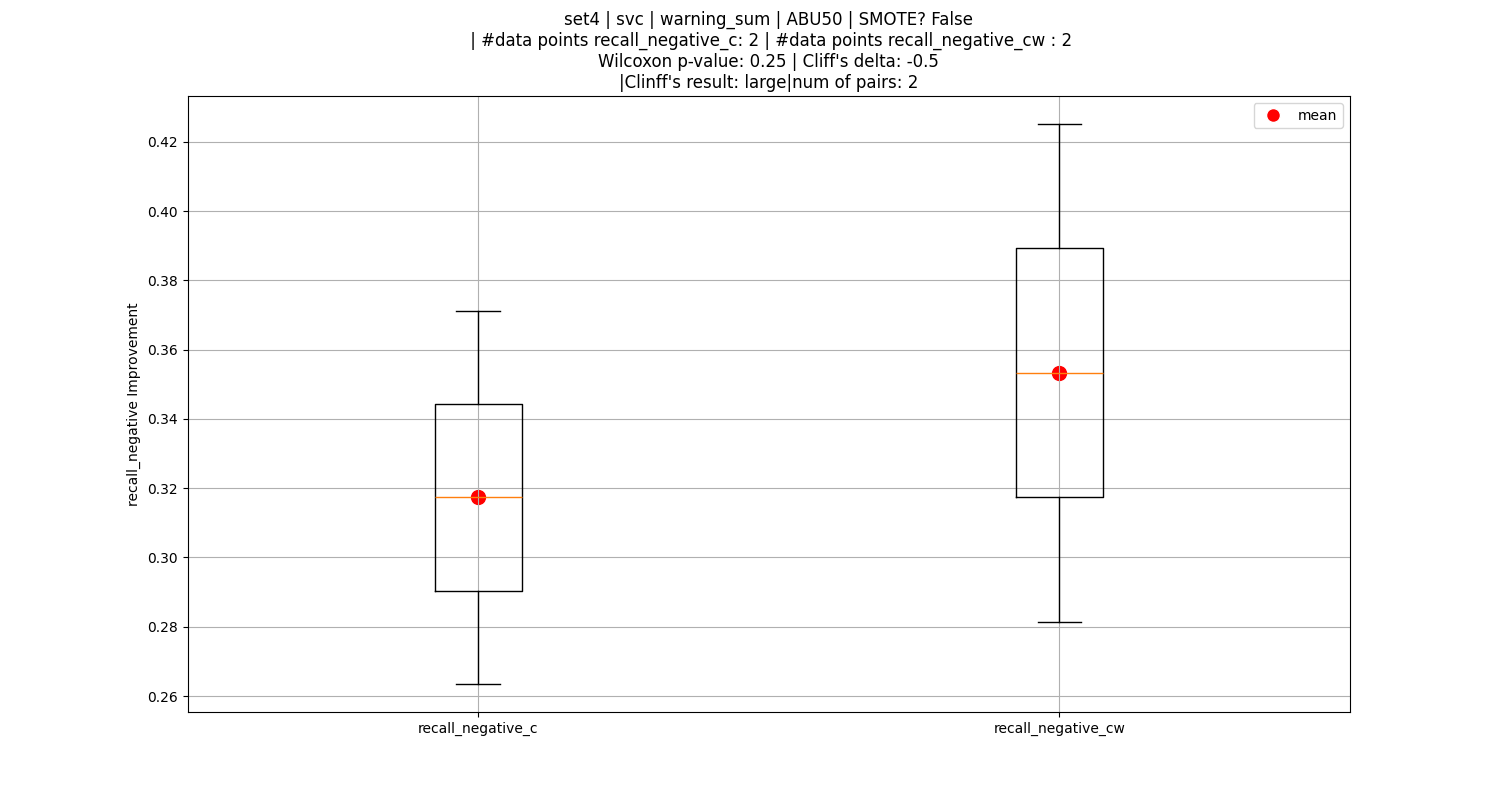 set4 | svc | warning_sum | ABU50 | SMOTE? False
| #data points recall_negative_c: 2 | #data points recall_negative_cw : 2
Wilcoxon p-value: 0.25 | Cliff's delta: -0.5
|Clinff's result: large|num of pairs: 2
mean
0.42
0.40
0.38
0.36
0.34
0.32
0.30
0.28
0.26
recall_negative Improvement
recall_negative_c
recall_negative_cw